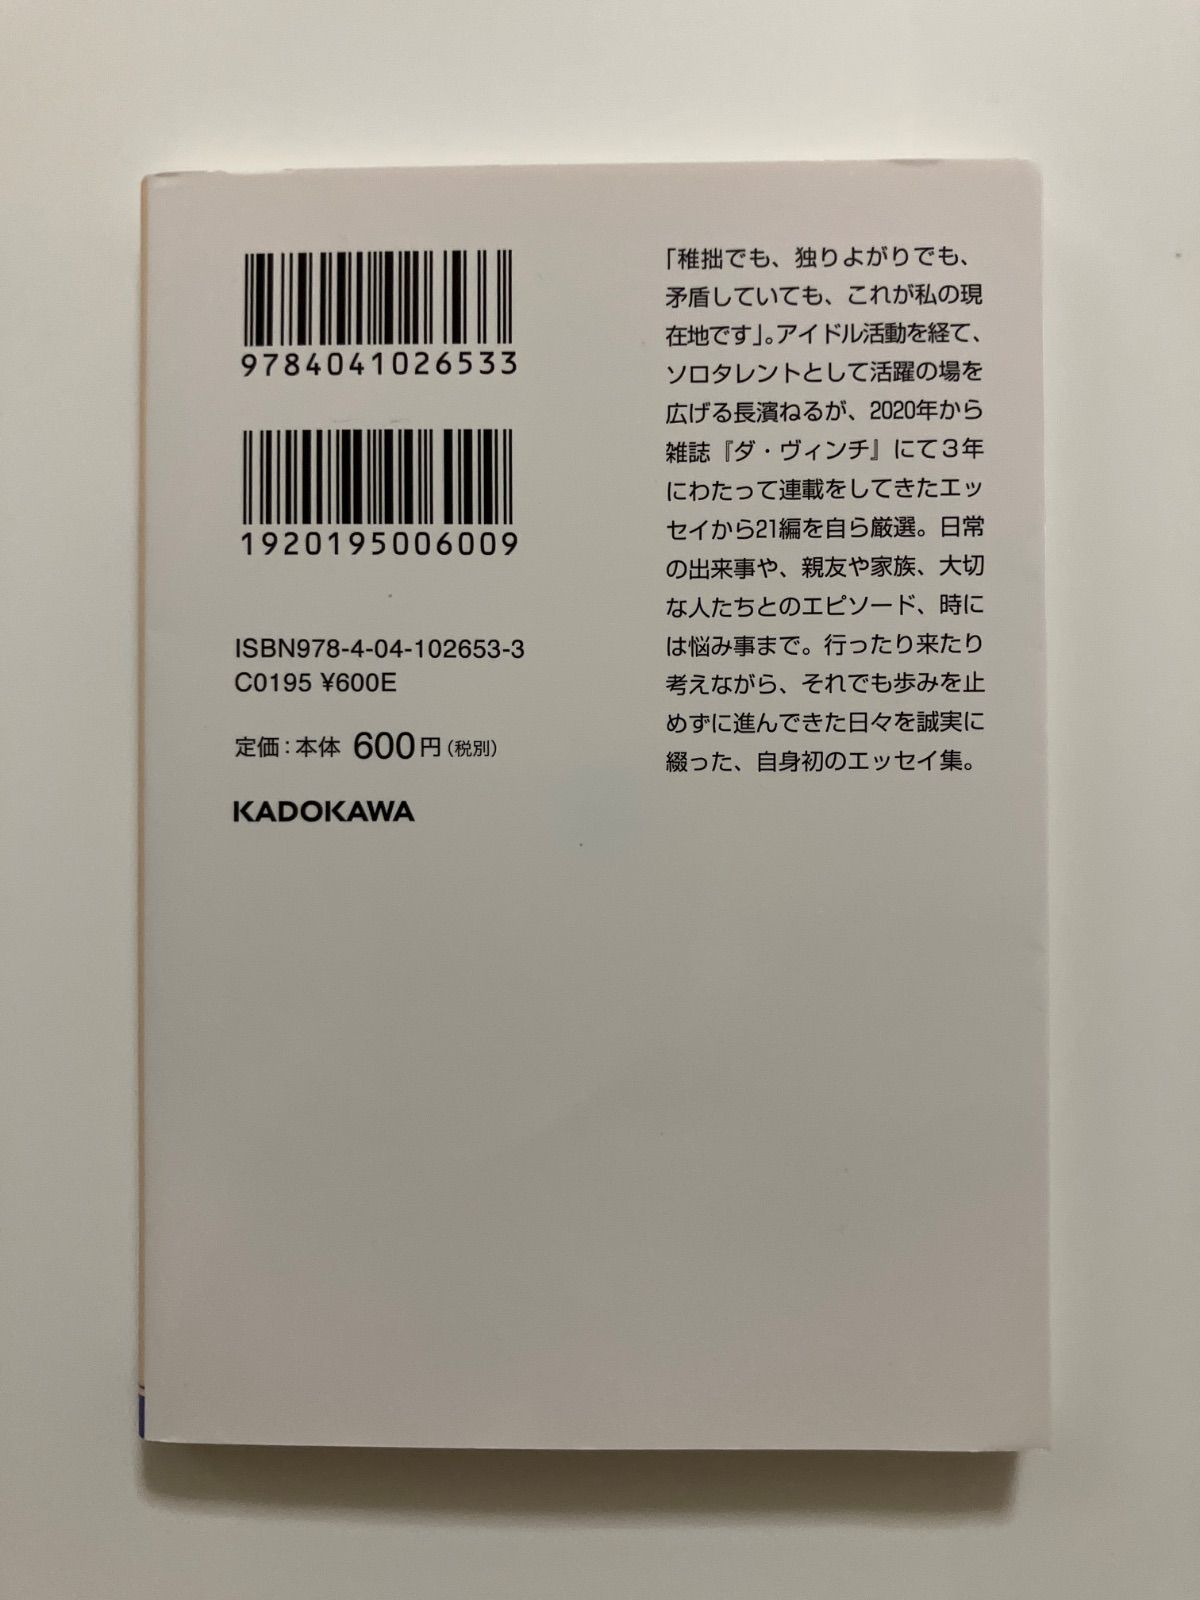 9784041026533
1920195006009
ISBN978-4-04-102653-3
C0195 ¥600E
定価：本体 600円（税別）
KADOKAWA
「稚拙でも、独りよがりでも、
矛盾していても、これが私の現
在地です」。アイドル活動を経て、
ソロタレントとして活躍の場を
広げる長濱ねるが、2020年から
雑誌『ダ・ヴィンチ』にて３年
にわたって連載をしてきたエッ
セイから21編を自ら厳選。日常
の出来事や、親友や家族、大切
な人たちとのエピソード、時に
は悩み事まで。行ったり来たり
考えながら、それでも歩みを止
めずに進んできた日々を誠実に
綴った、自身初のエッセイ集。